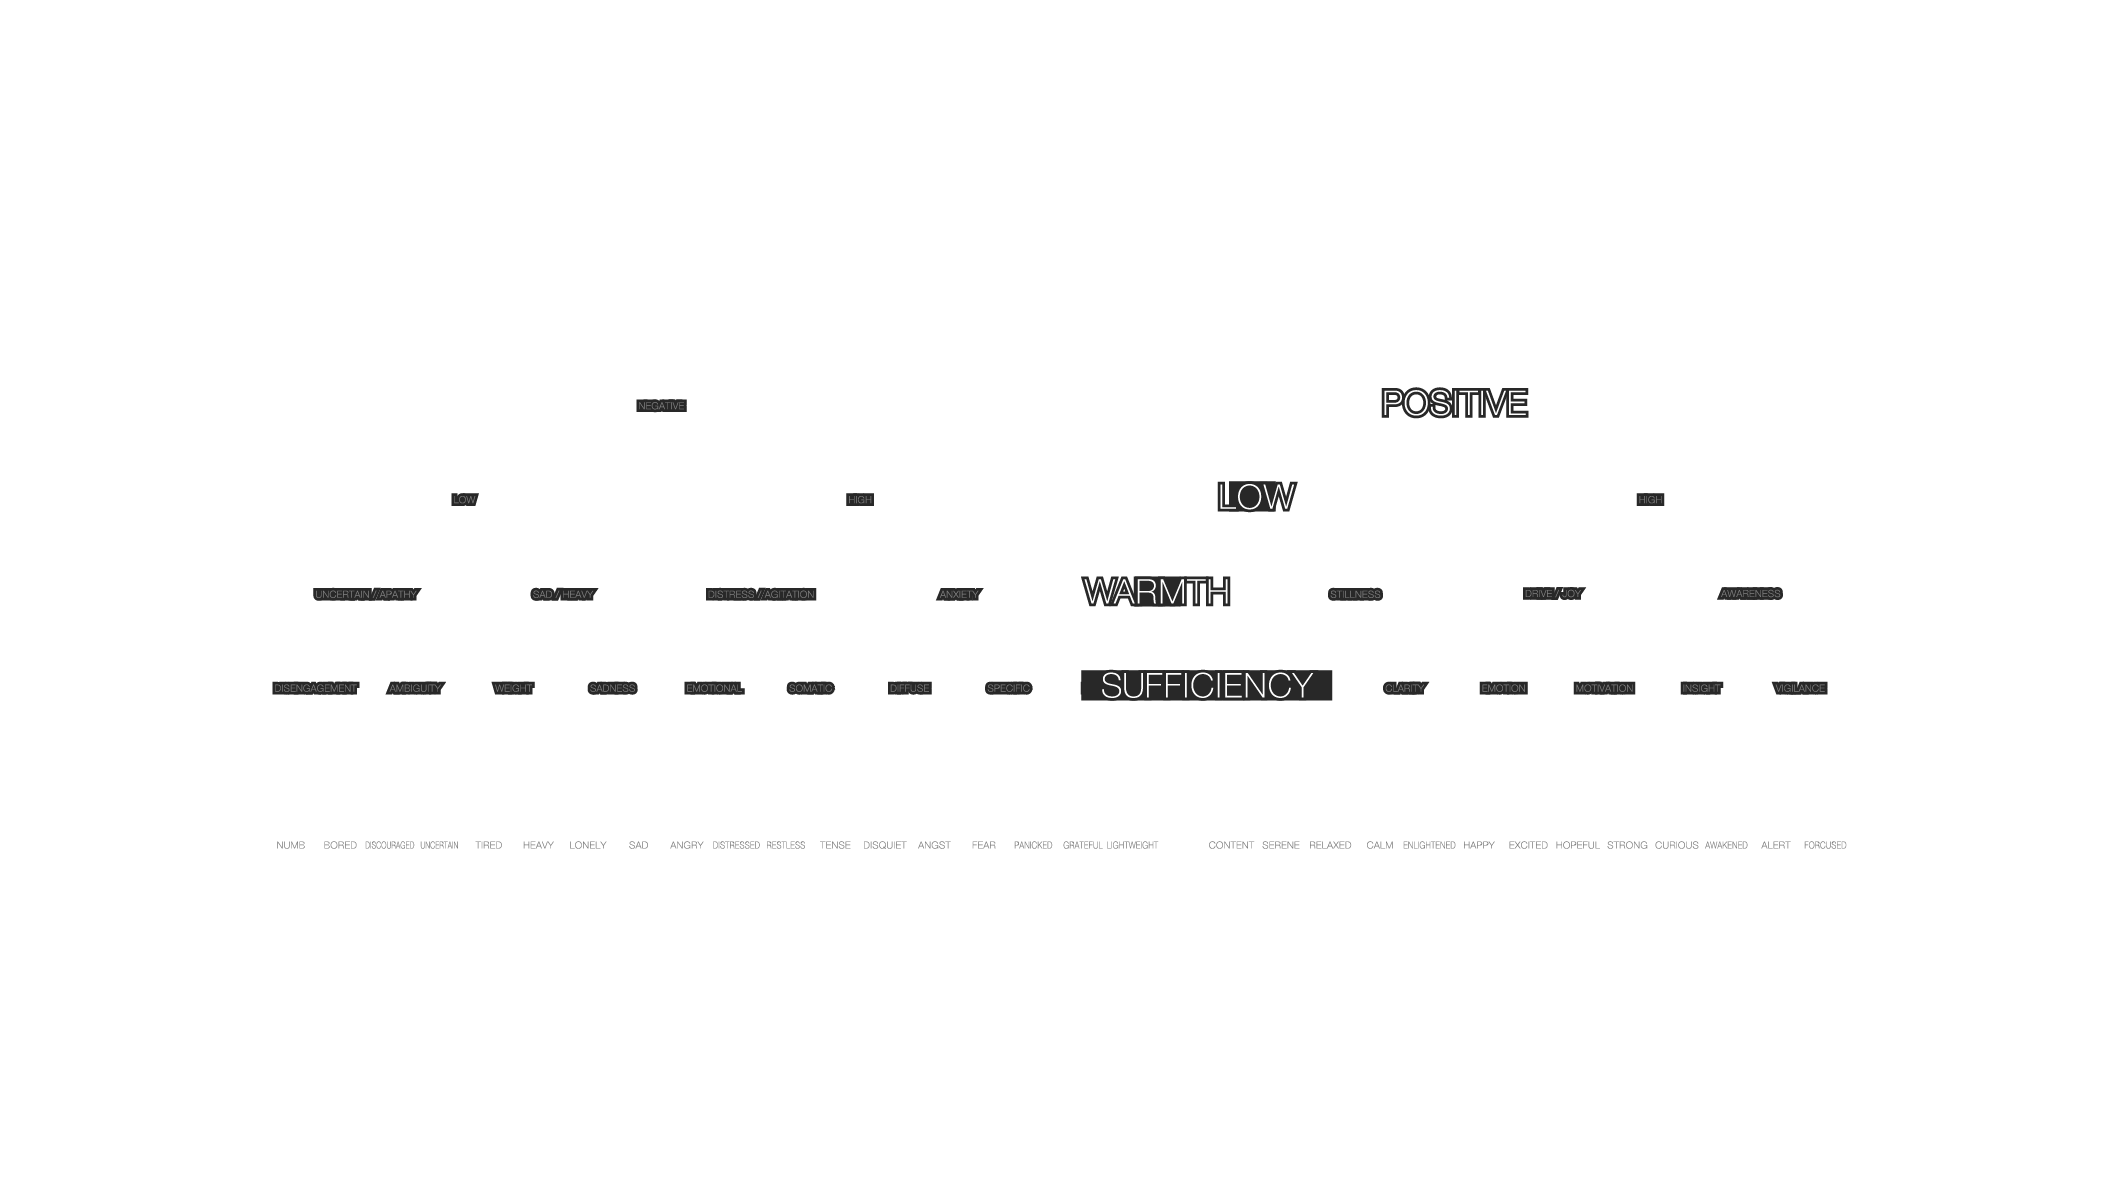 NEGATIVE POSITIVE
LOW HIGH LOW HIGH
UNCERTAIN//APATHY SAD//HEAVY DISTRESS//AGITATION ANXIETY WARMTH STILLNESS DRIVE//JOY AWARENESS
DISENGAGEMENT AMBIGUITY WEIGHT SADNESS EMOTIONAL SOMATIC DIFFUSE SPECIFIC SUFFICIENCY CLARITY EMOTION MOTIVATION INSIGHT VIGILANCE
NUMB BORED DISCOURAGED UNCERTAIN TIRED HEAVY LONELY SAD ANGRY DISTRESSED RESTLESS TENSE DISQUIET ANGST FEAR PANICKED GRATEFUL LIGHTWEIGHT CONTENT SERENE RELAXED CALM ENLIGHTENED HAPPY EXCITED HOPEFUL STRONG CURIOUS AWAKENED ALERT FORCUSED